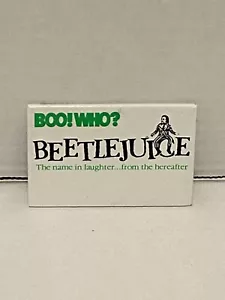 BOO! WHO?
BEETLEJUICE
The name in laughter...from the hereafter